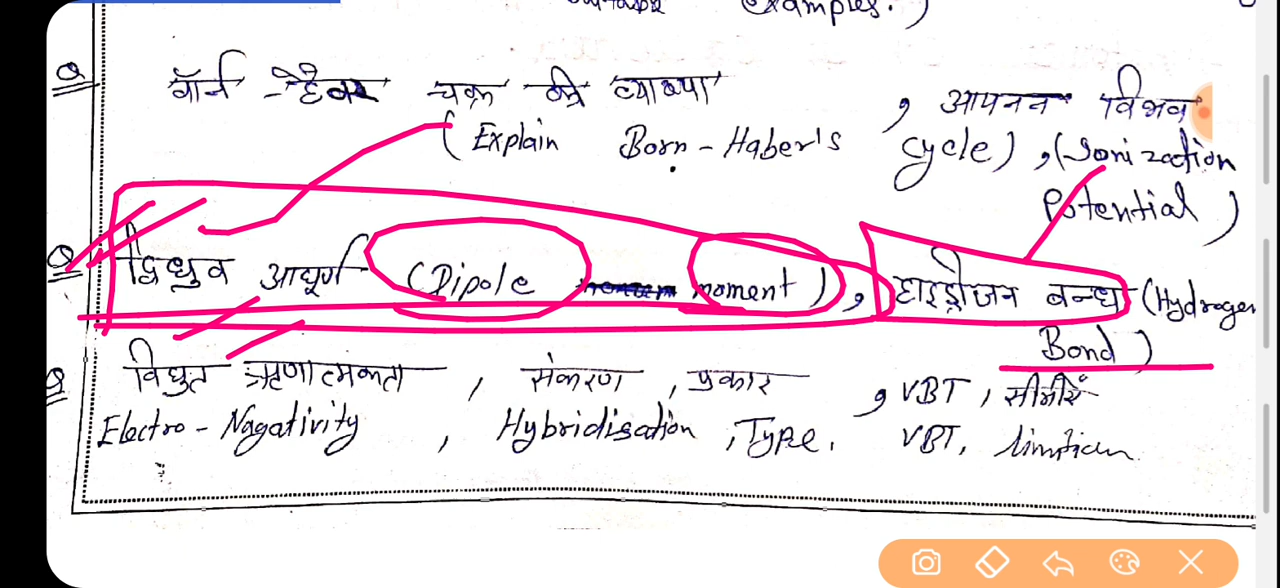 Examples.)
Q बॉर्न-हैबर चक्र की व्याख्या , आयनन विभव
(Explain Born-Haber's cycle), (Ionization
Potential)
Q द्विध्रुव आघूर्ण (Dipole moment), हाइड्रोजन बन्ध (Hydrogen
Bond)
Q विधुत ऋणात्मकता , संकरण , प्रकार , VBT, सीमाएँ
Electro-Nagativity , Hybridisation , Type. VBT,